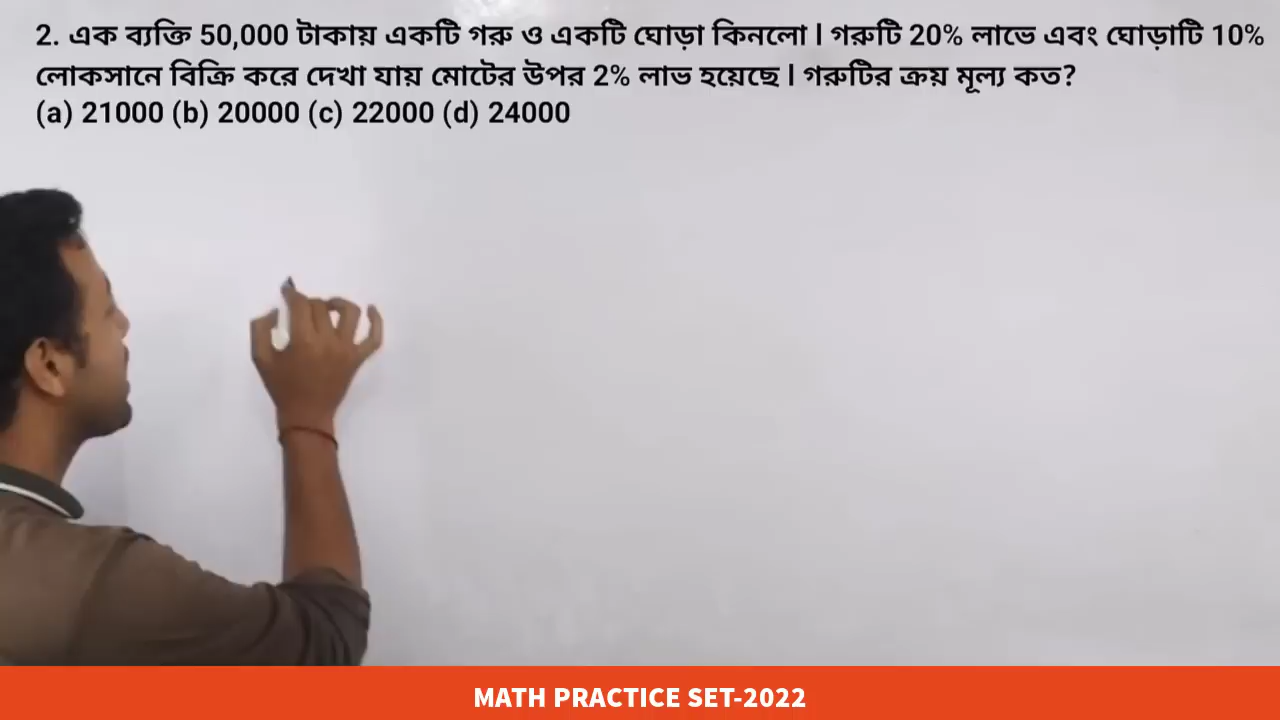 2. এক ব্যক্তি 50,000 টাকায় একটি গরু ও একটি ঘোড়া কিনলো l গরুটি 20% লাভে এবং ঘোড়াটি 10%
লোকসানে বিক্রি করে দেখা যায় মোটের উপর 2% লাভ হয়েছে l গরুটির ক্রয় মূল্য কত?
(a) 21000 (b) 20000 (c) 22000 (d) 24000
MATH PRACTICE SET-2022